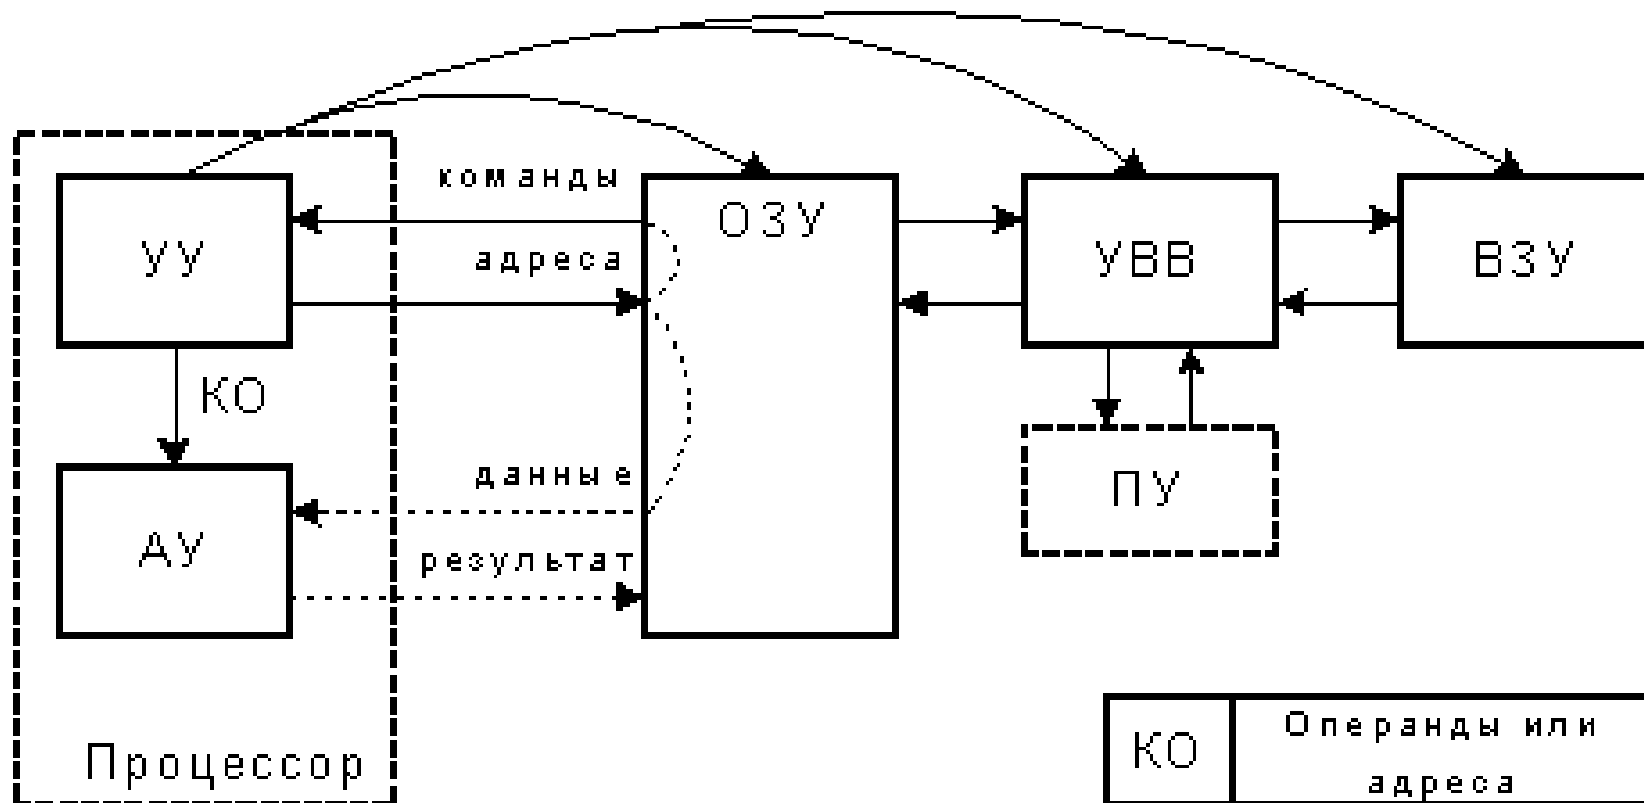 команды
ОЗУ
УУ
адреса
УВВ
ВЗУ
КО
данные
ПУ
АУ
результат
Процессор
КО
Операнды или
адреса